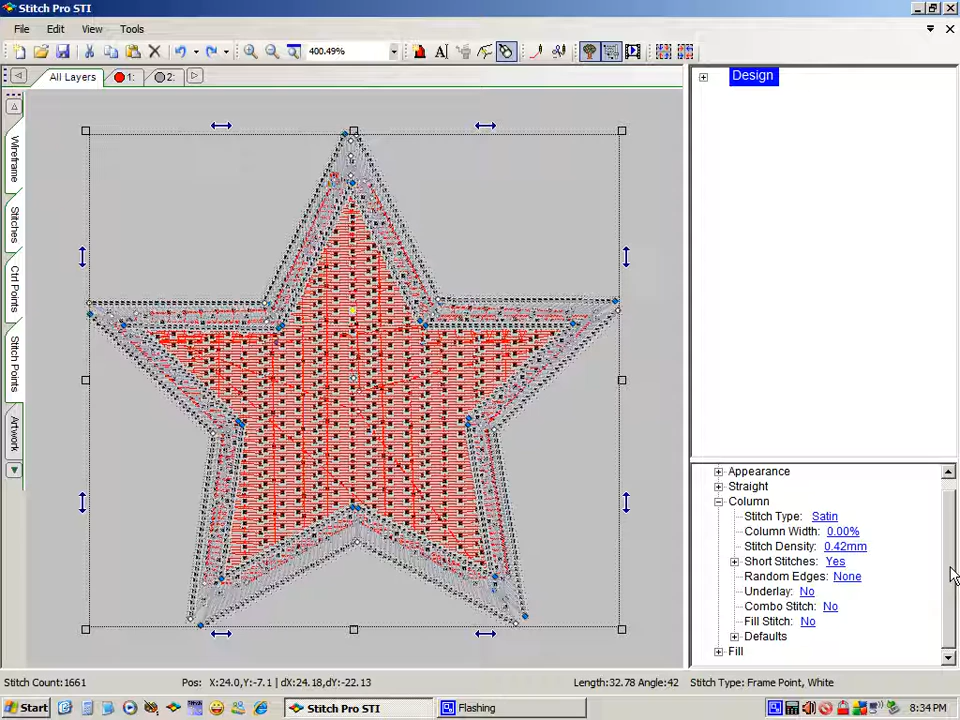 Stitch Pro STI
File Edit View Tools
400.49%
All Layers 1: 2:
Wireframe
Stitches
Ctrl Points
Stitch Points
Artwork
Design
Appearance
Straight
Column
Stitch Type: Satin
Column Width: 0.00%
Stitch Density: 0.42mm
Short Stitches: Yes
Random Edges: None
Underlay: No
Combo Stitch: No
Fill Stitch: No
Defaults
Fill
Stitch Count:1661 Pos: X:24.0,Y:-7.1 | dX:24.18,dY:-22.13 Length:32.78 Angle:42 Stitch Type: Frame Point, White
Start Stitch Pro STI Flashing 8:34 PM